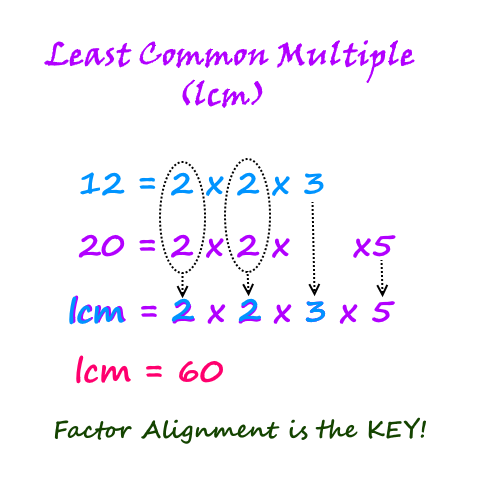 Least Common Multiple
(lcm)
12 = 2 x 2 x 3
20 = 2 x 2 x x5
lcm = 2 x 2 x 3 x 5
lcm = 60
Factor Alignment is the KEY!